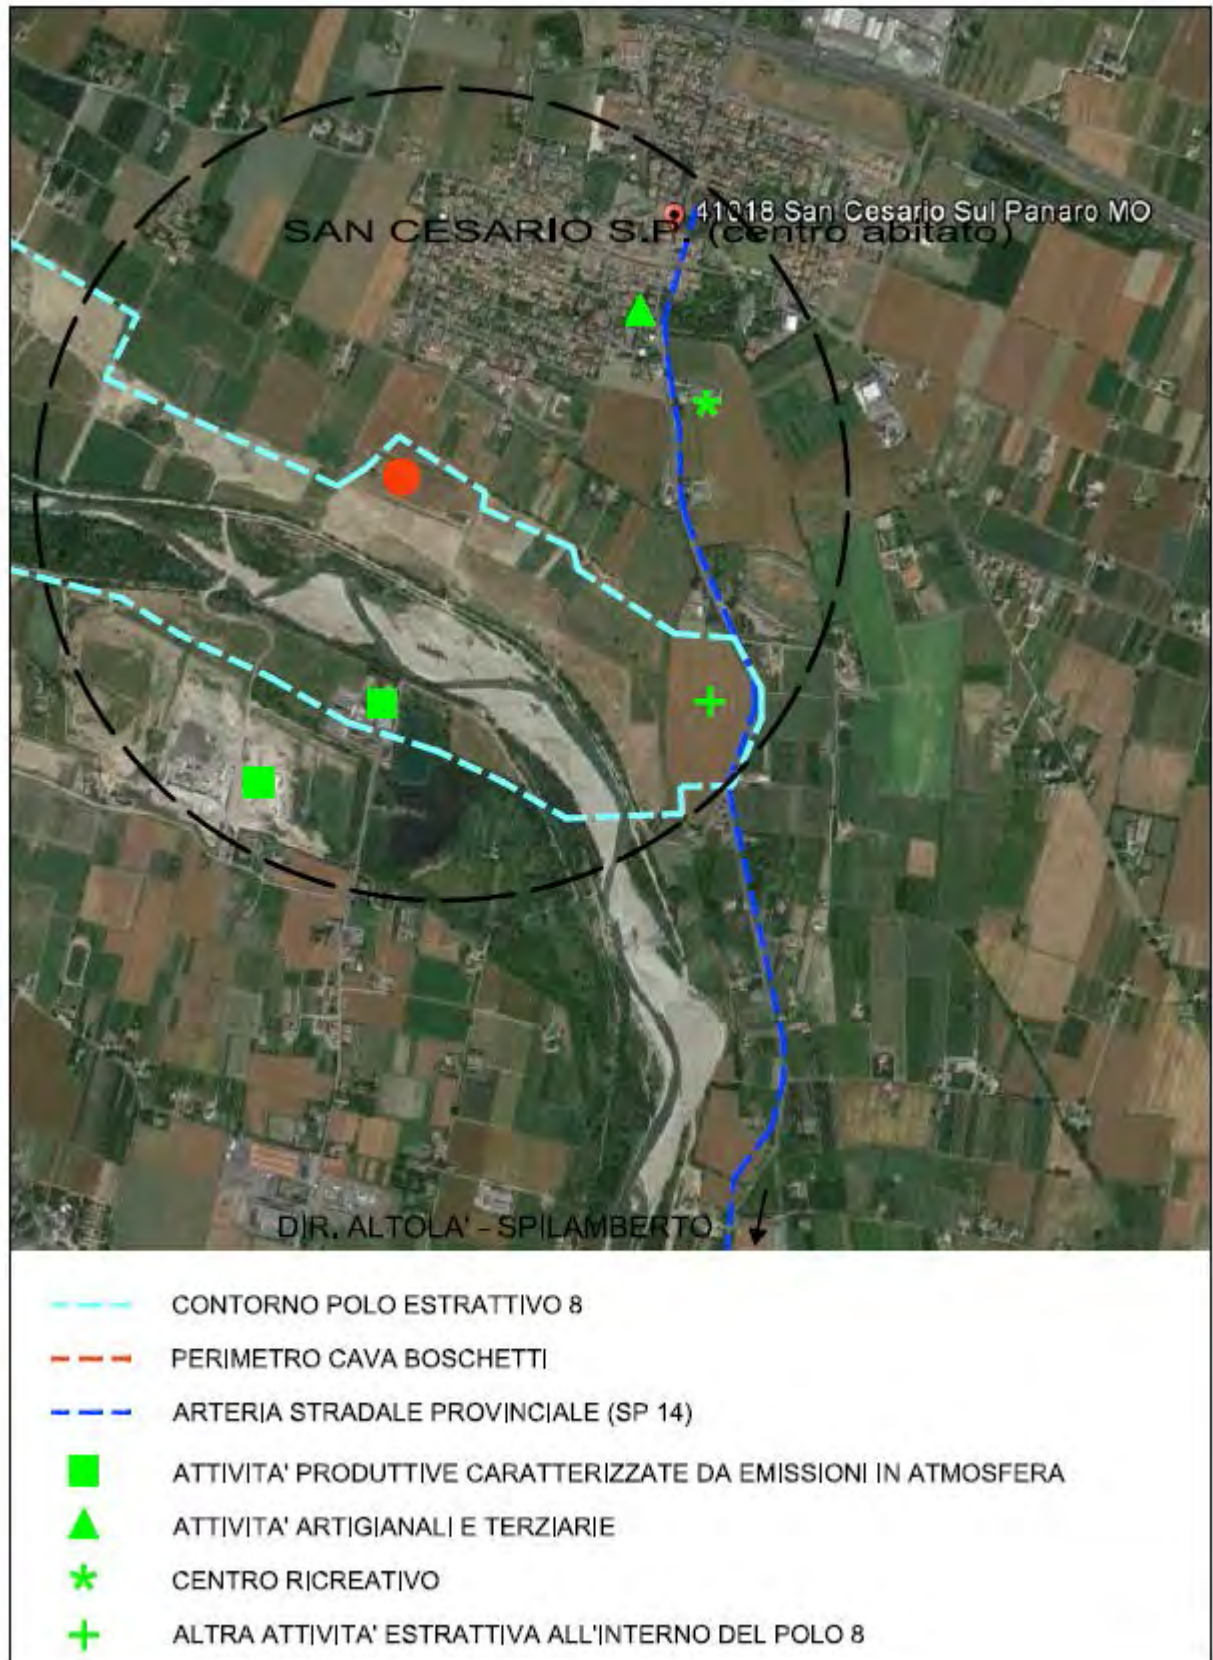 41018 San Cesario Sul Panaro MO
SAN CESARIO S.P. (centro abitato)
DIR. ALTOLA' - SPILAMBERTO
CONTORNO POLO ESTRATTIVO 8
PERIMETRO CAVA BOSCHETTI
ARTERIA STRADALE PROVINCIALE (SP 14)
ATTIVITA' PRODUTTIVE CARATTERIZZATE DA EMISSIONI IN ATMOSFERA
ATTIVITA' ARTIGIANALI E TERZIARIE
CENTRO RICREATIVO
ALTRA ATTIVITA' ESTRATTIVA ALL'INTERNO DEL POLO 8